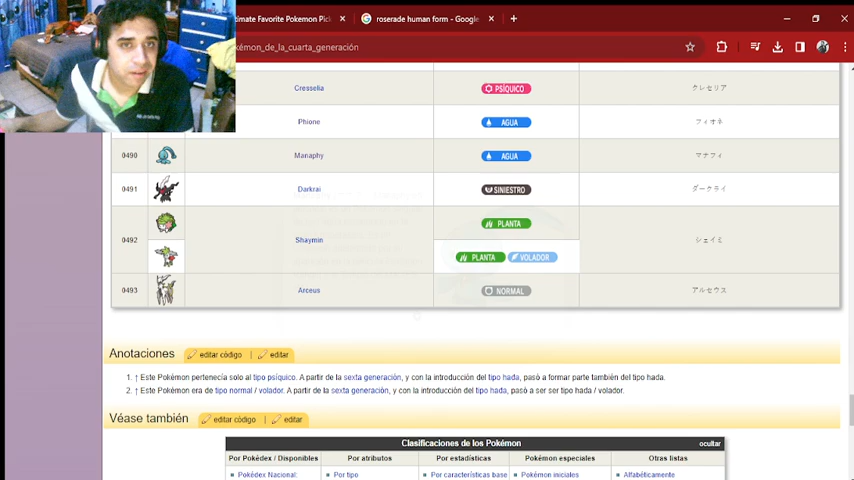 timate Favorite Pokemon Pick
roserade human form - Google
kémon_de_la_cuarta_generación
Cresselia PSÍQUICO クレセリア
Phione AGUA フィオネ
0490 Manaphy AGUA マナフィ
0491 Darkrai SINIESTRO ダークライ
0492 Shaymin PLANTA シェイミ
PLANTA VOLADOR
0493 Arceus NORMAL アルセウス
Anotaciones editar código | editar
1. ↑ Este Pokémon pertenecía solo al tipo psíquico. A partir de la sexta generación, y con la introducción del tipo hada, pasó a formar parte también del tipo hada.
2. ↑ Este Pokémon era de tipo normal / volador. A partir de la sexta generación, y con la introducción del tipo hada, pasó a ser ser tipo hada / volador.
Véase también editar código | editar
Clasificaciones de los Pokémon ocultar
Por Pokédex / Disponibles Por atributos Por estadísticas Pokémon especiales Otras listas
Pokédex Nacional: Por tipo Por características base Pokémon iniciales Alfabéticamente